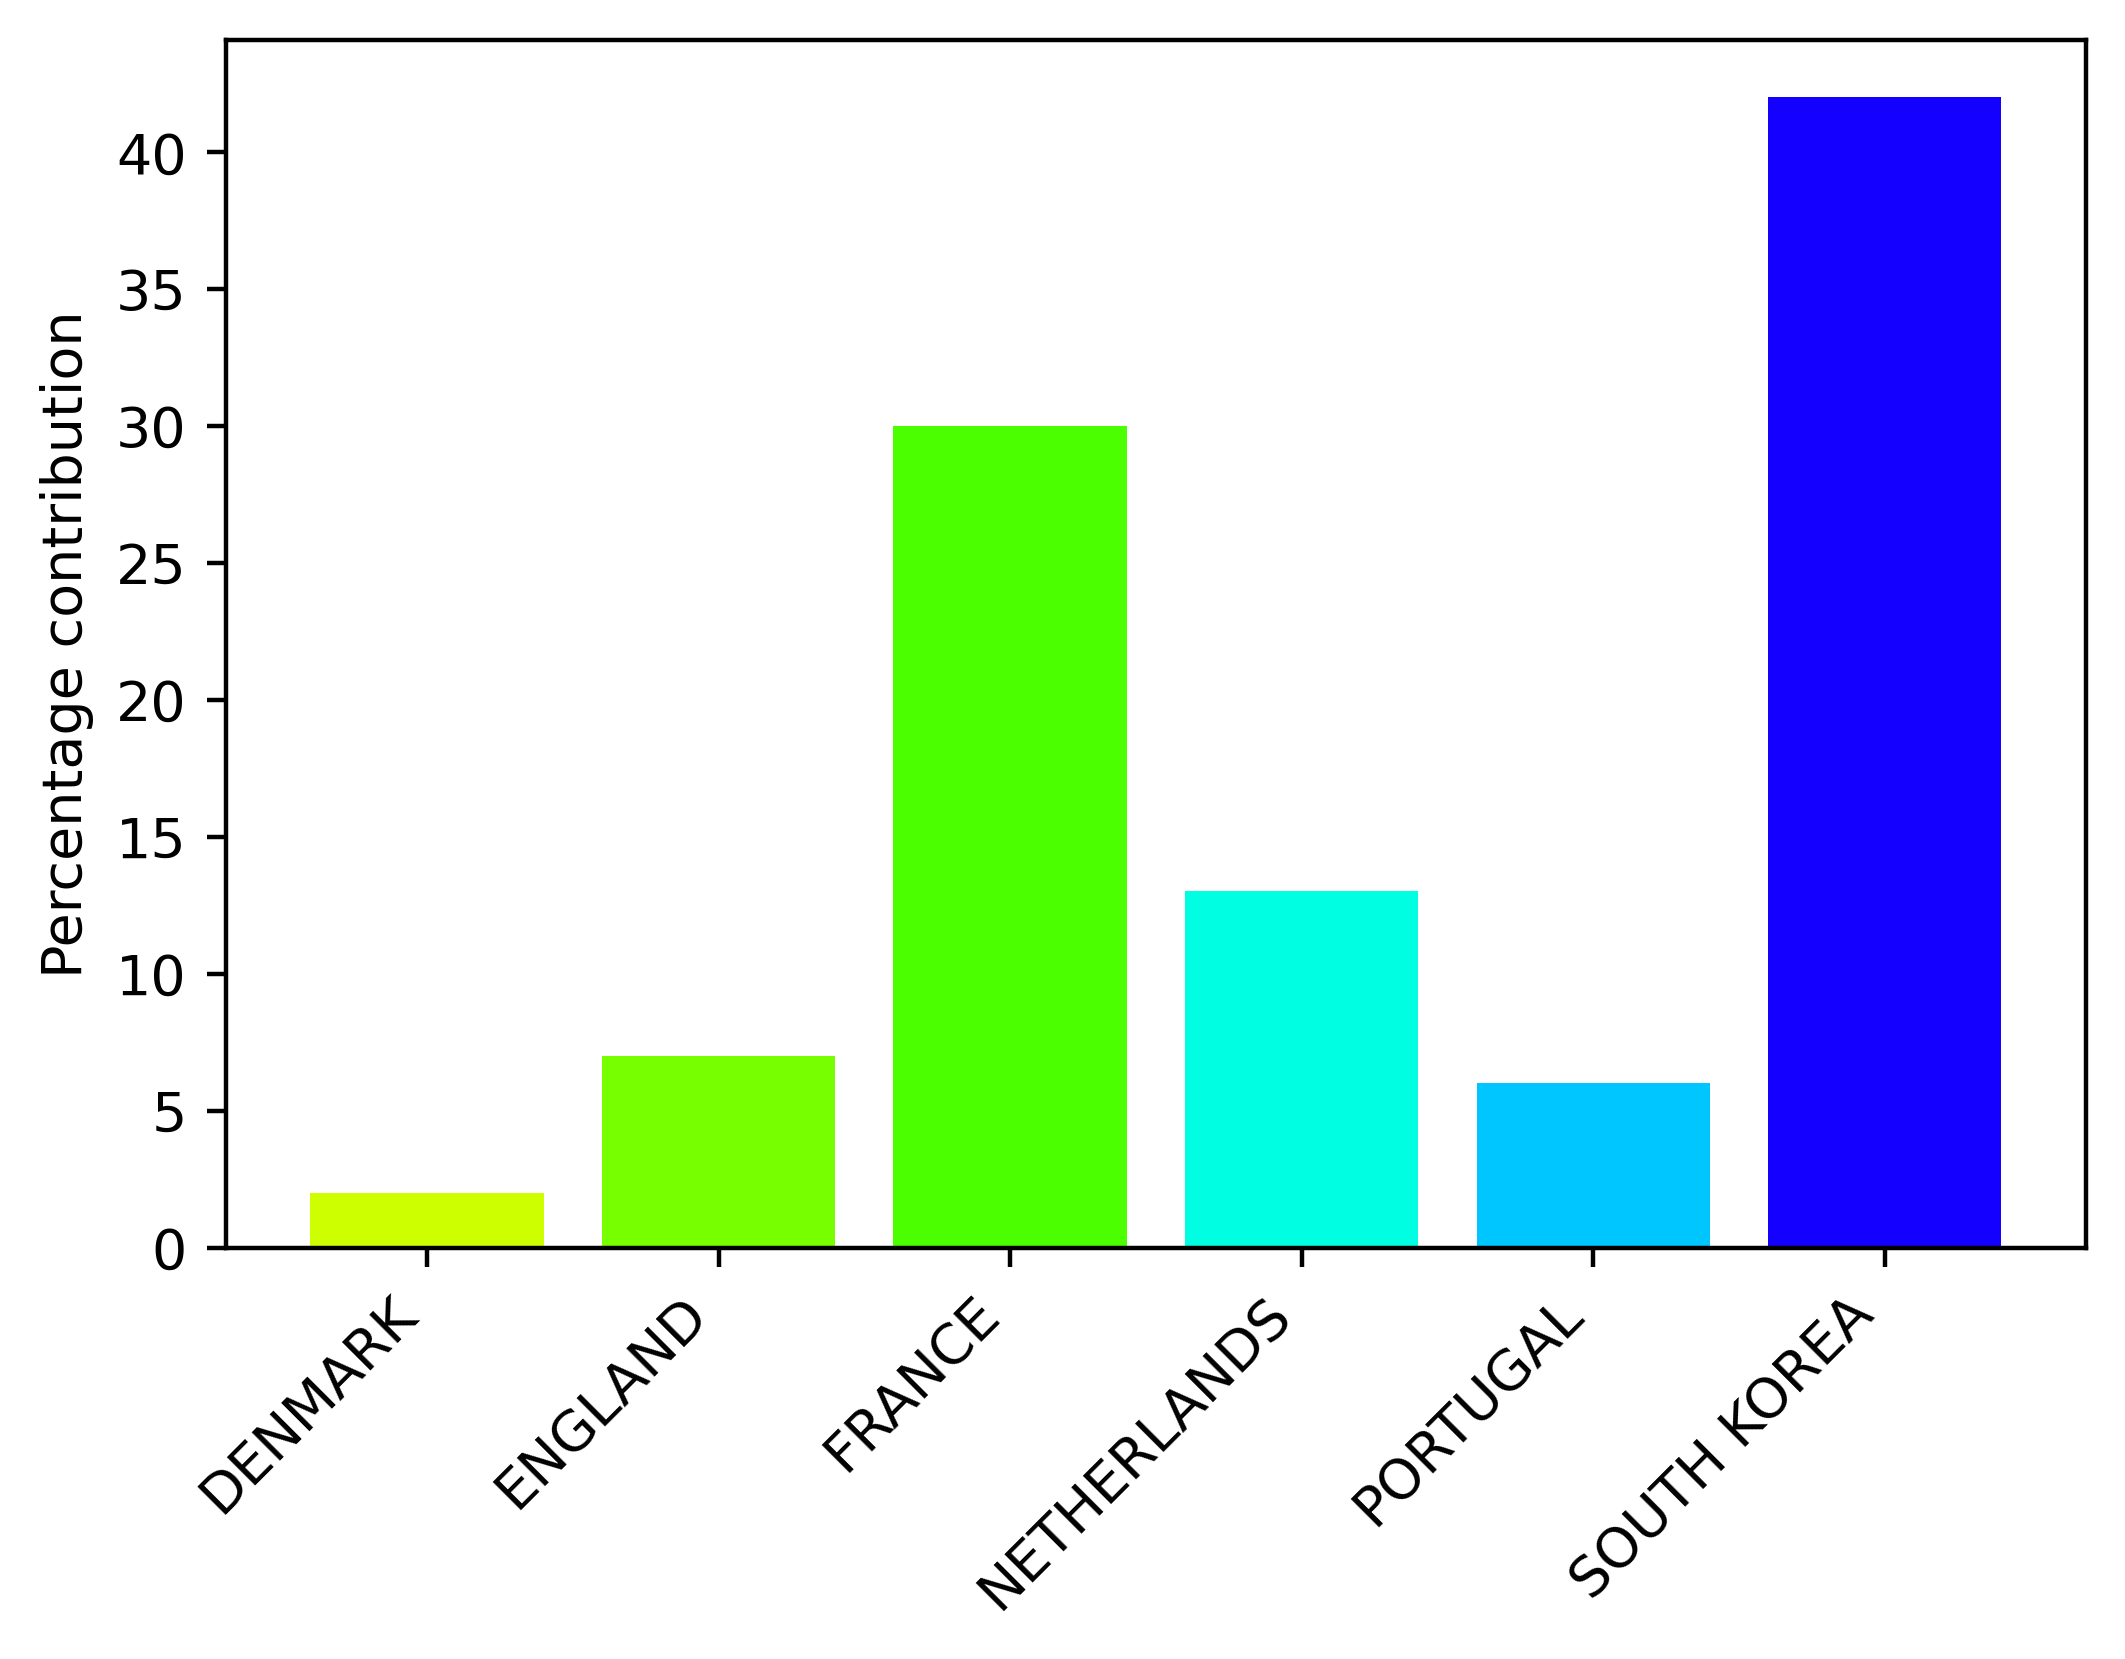 Percentage contribution
40
35
30
25
20
15
10
5
0
DENMARK
ENGLAND
FRANCE
NETHERLANDS
PORTUGAL
SOUTH KOREA